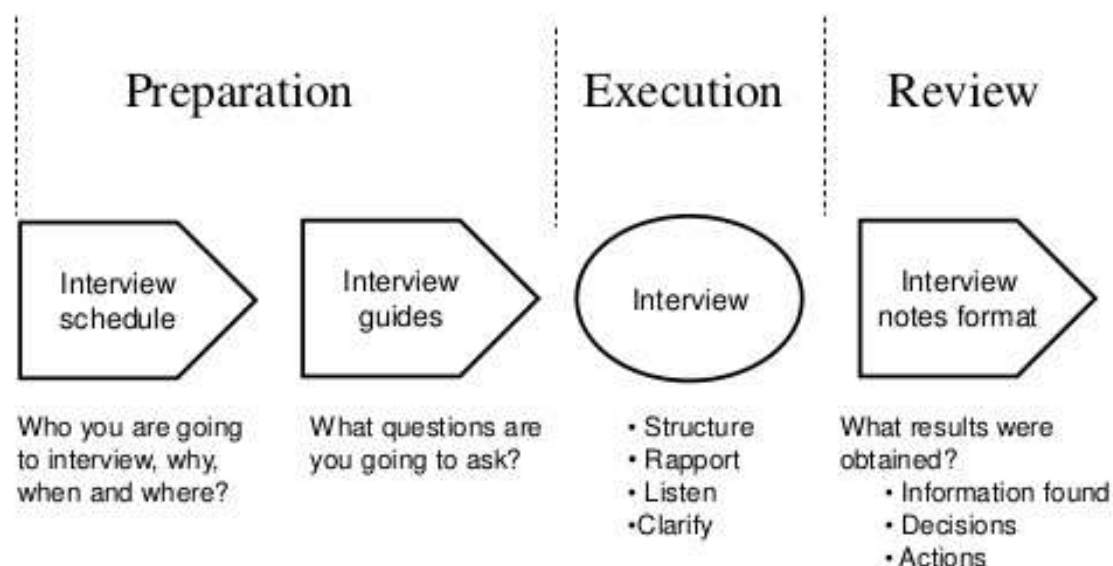 Preparation
Execution
Review
Interview
schedule
Interview
guides
Interview
Interview
notes format
Who you are going
to interview, why,
when and where?
What questions are
you going to ask?
• Structure
• Rapport
• Listen
•Clarify
What results were
obtained?
• Information found
• Decisions
• Actions